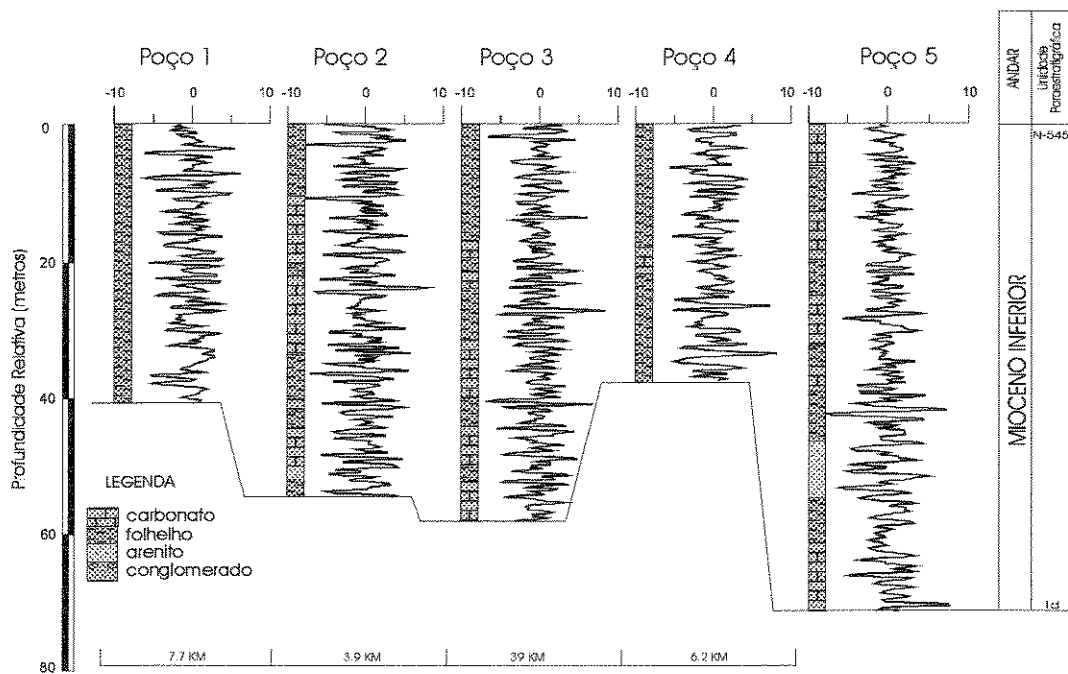 Poço 1 Poço 2 Poço 3 Poço 4 Poço 5
ANDAR
Unidade
Paraestratigráfica
-10 0 10 -10 0 10 -10 0 10 -10 0 10 -10 0 10
0
N-545
20
40
60
80
Profundidade Relativa (metros)
MIOCENO INFERIOR
LEGENDA
carbonato
folhelho
arenito
conglomerado
7.7 KM 3.9 KM 39 KM 6.2 KM